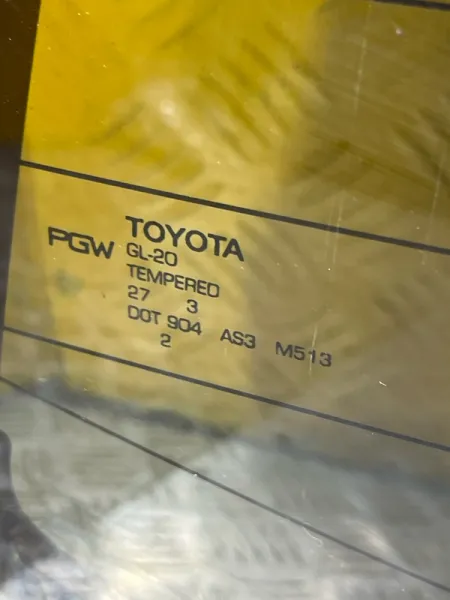 PGW
TOYOTA
GL-20
TEMPERED
27 3
DOT 904 AS3 M513
2